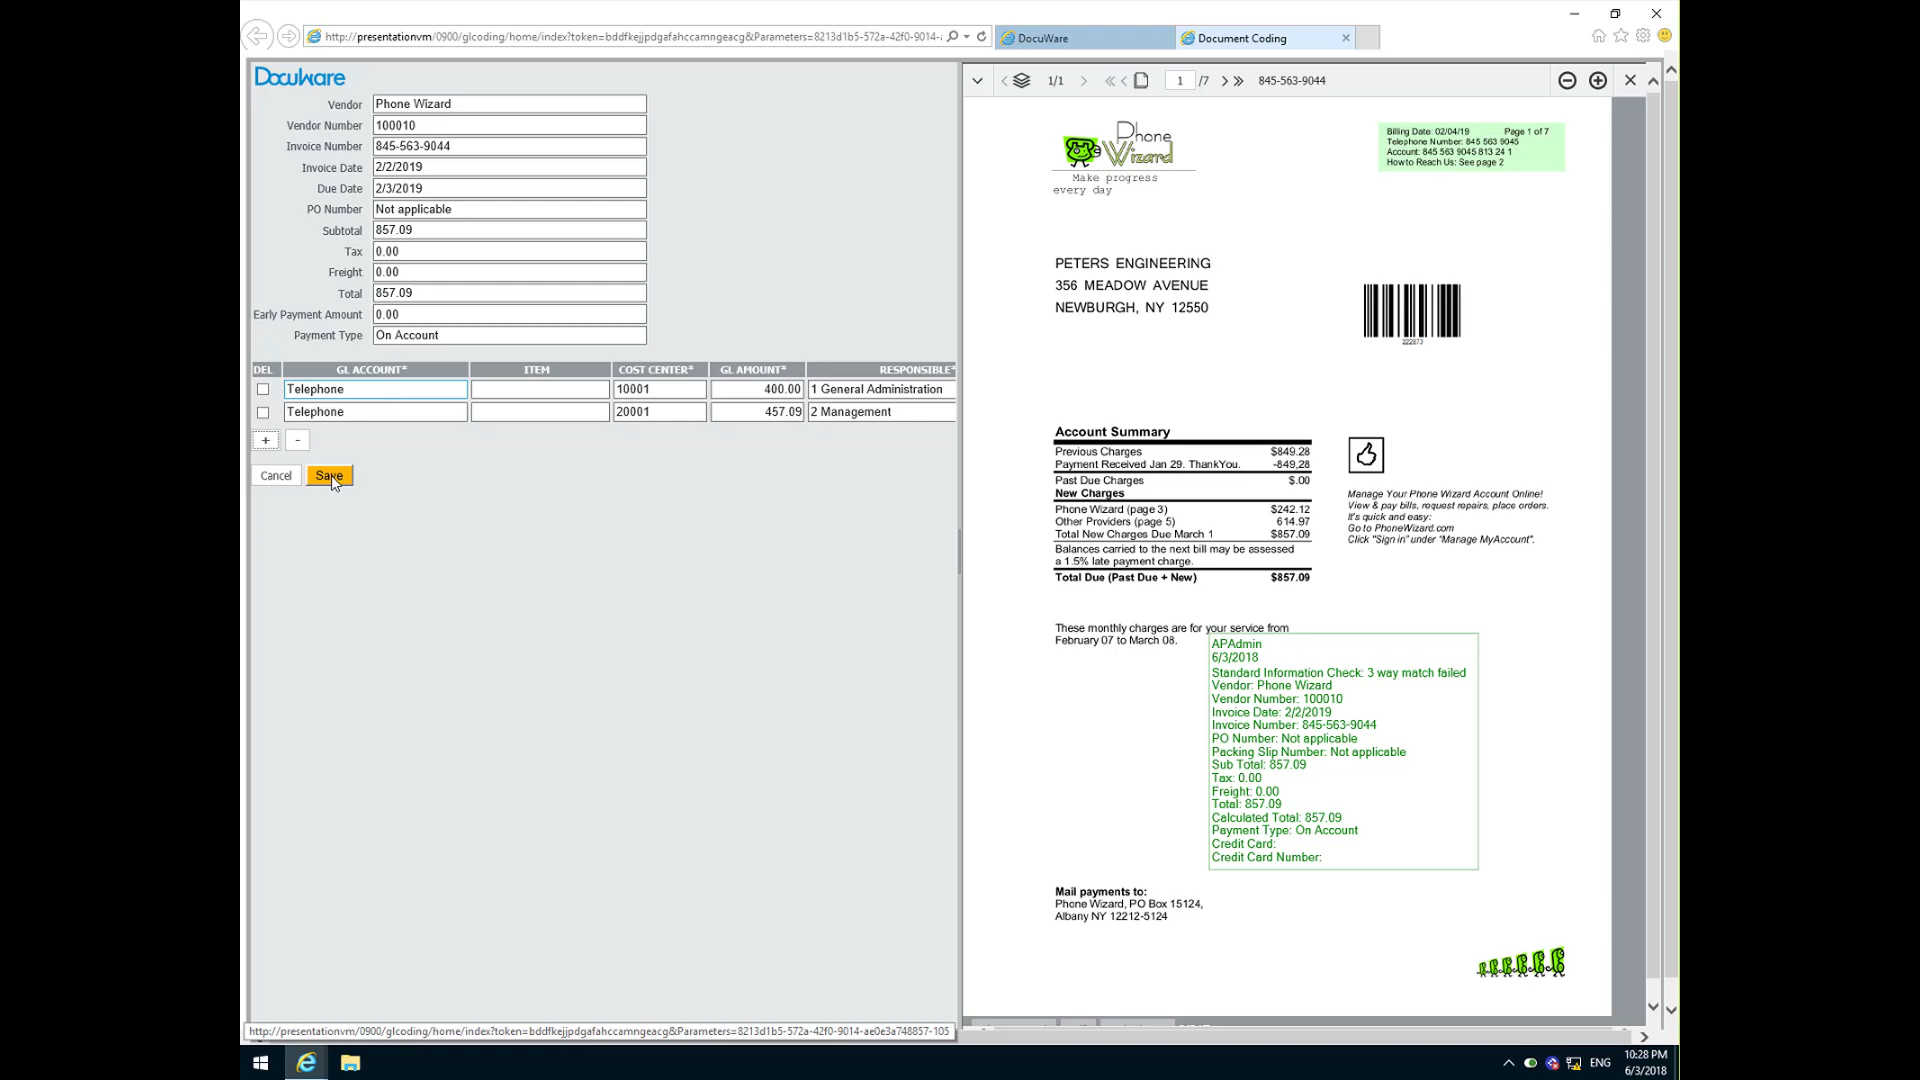 http://presentationvm/0900/glcoding/home/index?token=bddfkejjpdgafahccamngeacg&Parameters=8213d1b5-572a-42f0-9014-
DocuWare
Document Coding
DocuWare
Vendor Phone Wizard
Vendor Number 100010
Invoice Number 845-563-9044
Invoice Date 2/2/2019
Due Date 2/3/2019
PO Number Not applicable
Subtotal 857.09
Tax 0.00
Freight 0.00
Total 857.09
Early Payment Amount 0.00
Payment Type On Account
DEL GL ACCOUNT* ITEM COST CENTER* GL AMOUNT* RESPONSIBLE*
Telephone 10001 400.00 1 General Administration
Telephone 20001 457.09 2 Management
+ -
Cancel Save
http://presentationvm/0900/glcoding/home/index?token=bddfkejjpdgafahccamngeacg&Parameters=8213d1b5-572a-42f0-9014-ae0e3a748857-105
1/1 1 /7 845-563-9044
Phone
Wizard
Make progress
every day
Billing Date: 02/04/19 Page 1 of 7
Telephone Number: 845 563 9045
Account: 845 563 9045 813 24 1
Howto Reach Us: See page 2
PETERS ENGINEERING
356 MEADOW AVENUE
NEWBURGH, NY 12550
222873
Account Summary
Previous Charges $849.28
Payment Received Jan 29. ThankYou. -849,28
Past Due Charges $.00
New Charges
Phone Wizard (page 3) $242.12
Other Providers (page 5) 614.97
Total New Charges Due March 1 $857.09
Balances carried to the next bill may be assessed
a 1.5% late payment charge.
Total Due (Past Due + New) $857.09
Manage Your Phone Wizard Account Online!
View & pay bills, request repairs, place orders.
It's quick and easy:
Go to PhoneWizard.com
Click "Sign in" under "Manage MyAccount".
These monthly charges are for your service from
February 07 to March 08.
APAdmin
6/3/2018
Standard Information Check: 3 way match failed
Vendor: Phone Wizard
Vendor Number: 100010
Invoice Date: 2/2/2019
Invoice Number: 845-563-9044
PO Number: Not applicable
Packing Slip Number: Not applicable
Sub Total: 857.09
Tax: 0.00
Freight: 0.00
Total: 857.09
Calculated Total: 857.09
Payment Type: On Account
Credit Card:
Credit Card Number:
Mail payments to:
Phone Wizard, PO Box 15124,
Albany NY 12212-5124
ENG
10:28 PM
6/3/2018